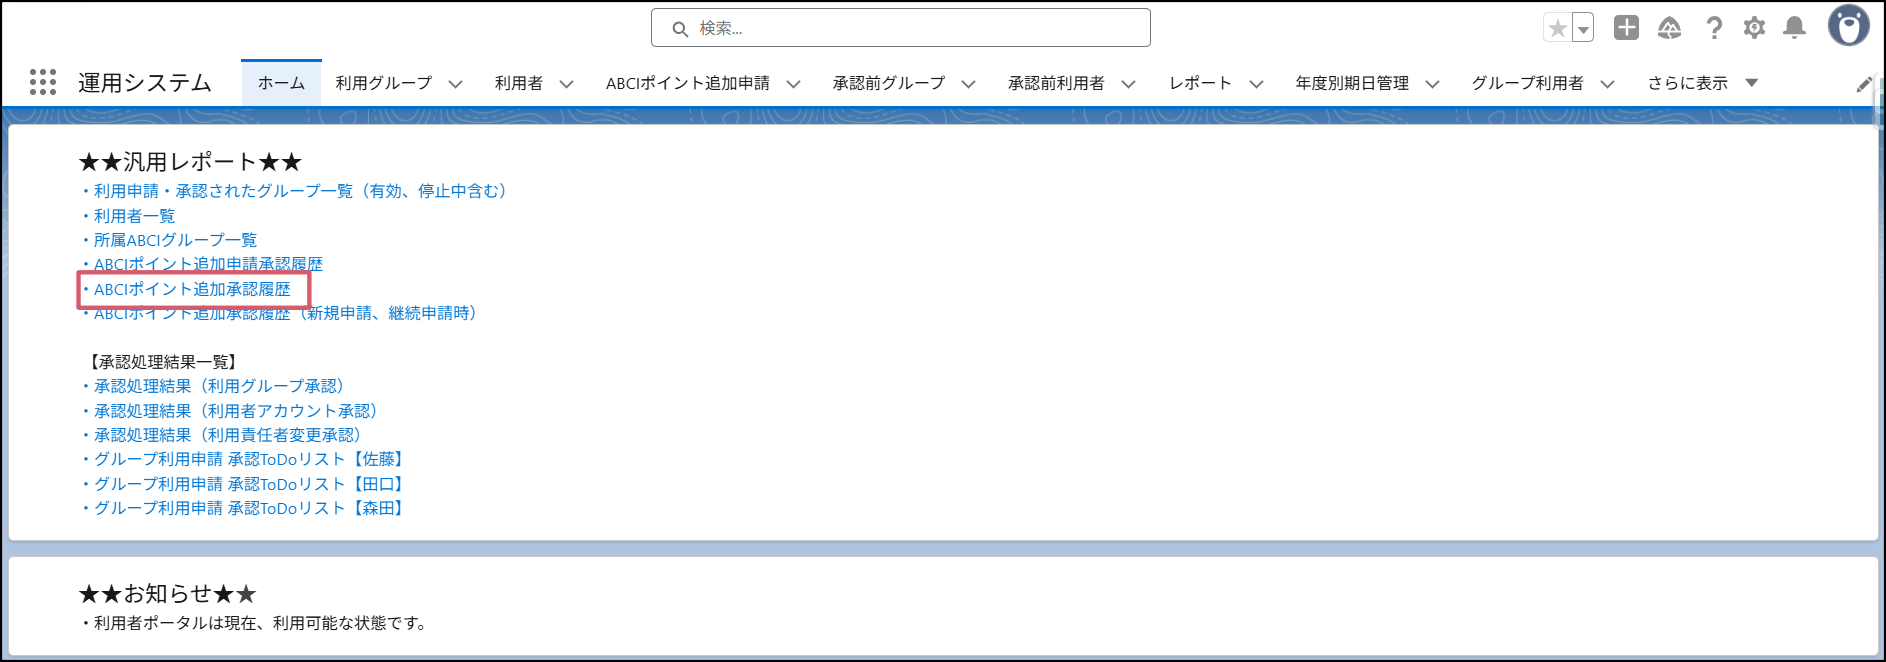 検索...
運用システム ホーム 利用グループ 利用者 ABCIポイント追加申請 承認前グループ 承認前利用者 レポート 年度別期日管理 グループ利用者 さらに表示
★★汎用レポート★★
・利用申請・承認されたグループ一覧（有効、停止中含む）
・利用者一覧
・所属ABCIグループ一覧
・ABCIポイント追加申請承認履歴
・ABCIポイント追加承認履歴
・ABCIポイント追加承認履歴（新規申請、継続申請時）
【承認処理結果一覧】
・承認処理結果（利用グループ承認）
・承認処理結果（利用者アカウント承認）
・承認処理結果（利用責任者変更承認）
・グループ利用申請 承認ToDoリスト【佐藤】
・グループ利用申請 承認ToDoリスト【田口】
・グループ利用申請 承認ToDoリスト【森田】
★★お知らせ★★
・利用者ポータルは現在、利用可能な状態です。